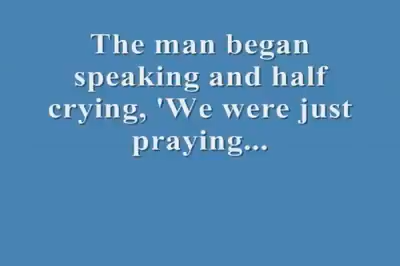 The man began
speaking and half
crying, 'We were just
praying...